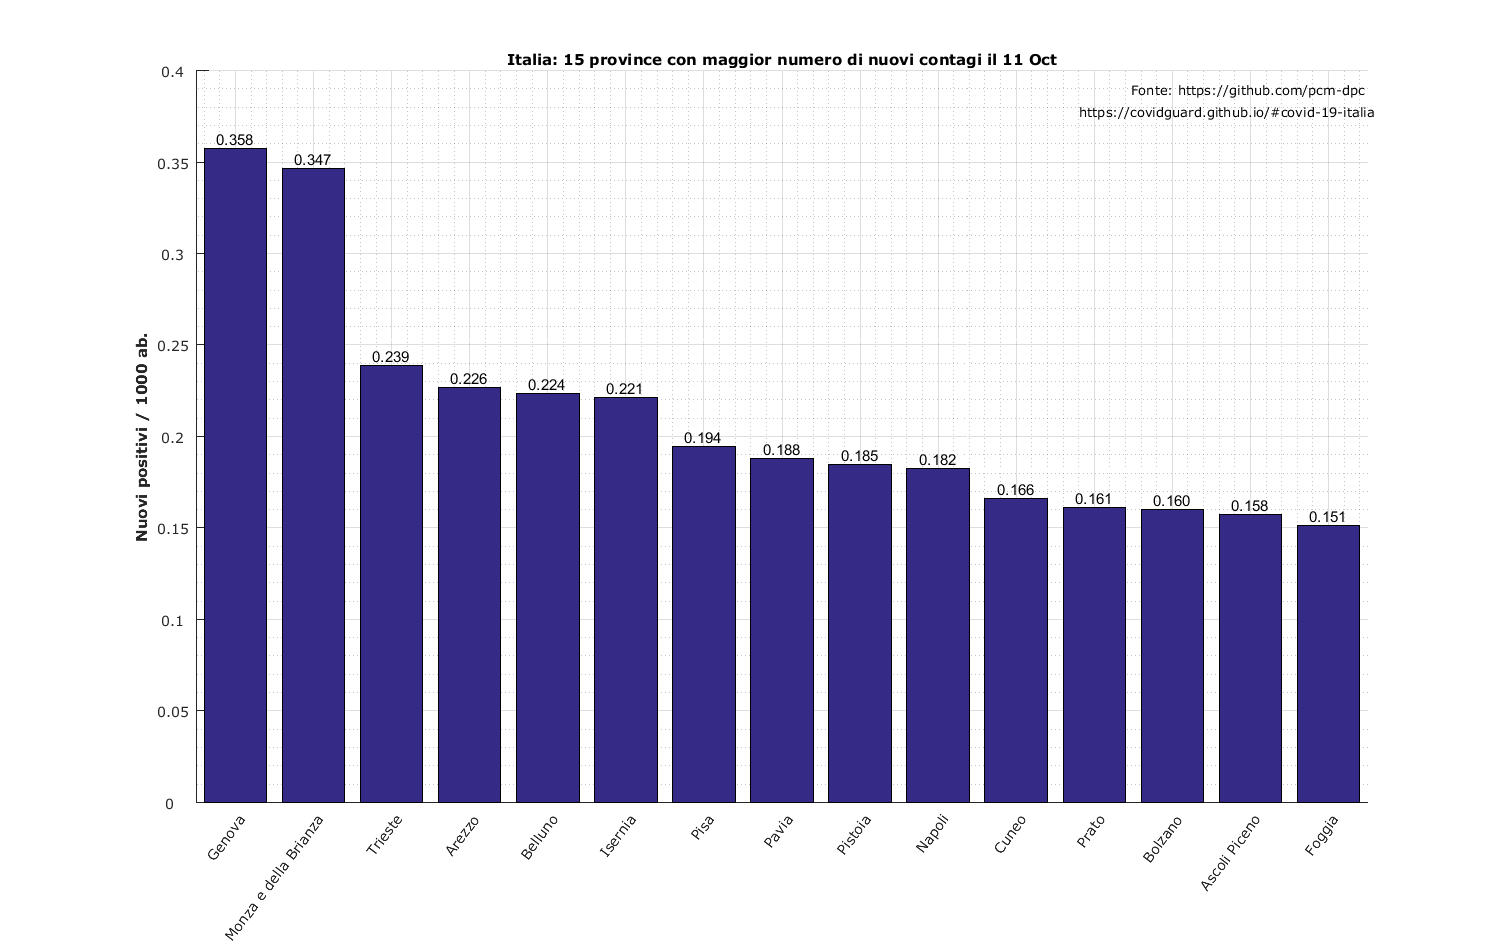 Italia: 15 province con maggior numero di nuovi contagi il 11 Oct
Fonte: https://github.com/pcm-dpc
https://covidguard.github.io/#covid-19-italia
Nuovi positivi / 1000 ab.
0.4
0.35
0.3
0.25
0.2
0.15
0.1
0.05
0
0.358
0.347
0.239
0.226
0.224
0.221
0.194
0.188
0.185
0.182
0.166
0.161
0.160
0.158
0.151
Genova
Monza e della Brianza
Trieste
Arezzo
Belluno
Isernia
Pisa
Pavia
Pistoia
Napoli
Cuneo
Prato
Bolzano
Ascoli Piceno
Foggia